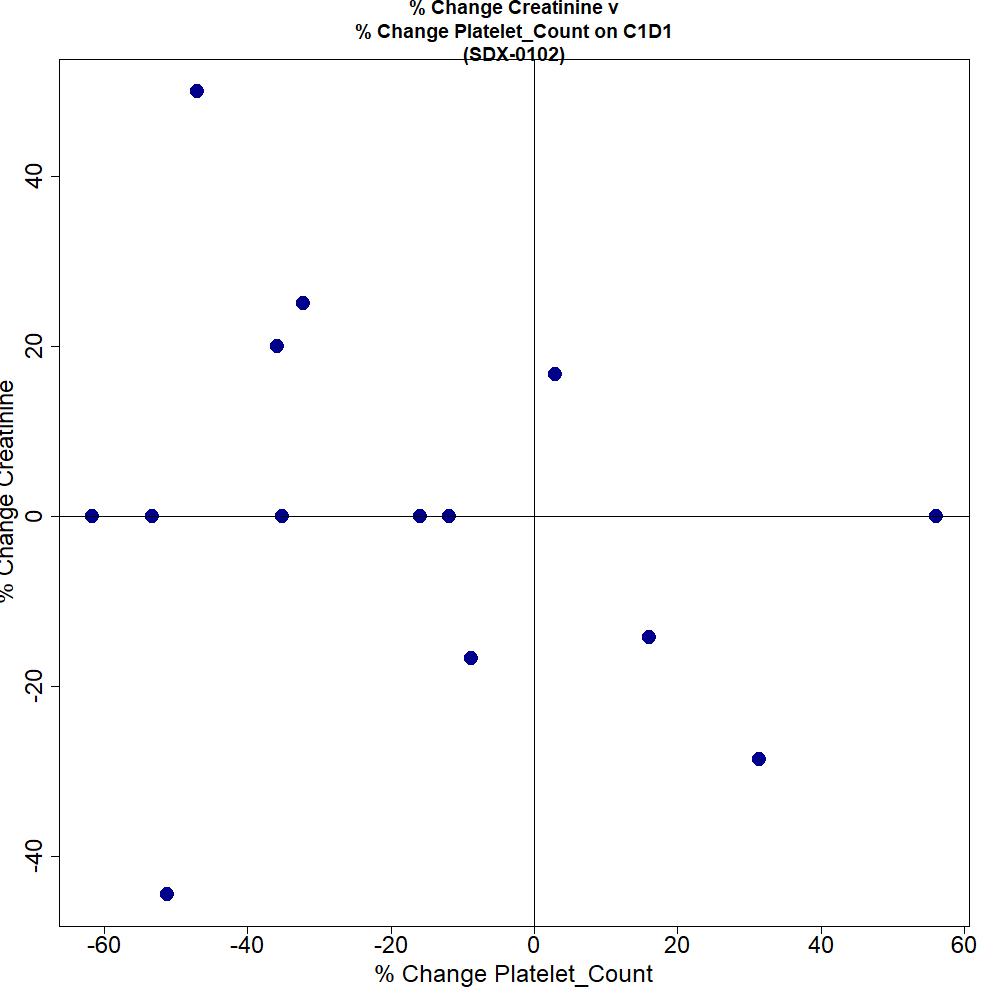 % Change Creatinine v
% Change Platelet_Count on C1D1
(SDX-0102)
% Change Creatinine
40
20
0
-20
-40
-60
-40
-20
0
20
40
60
% Change Platelet_Count